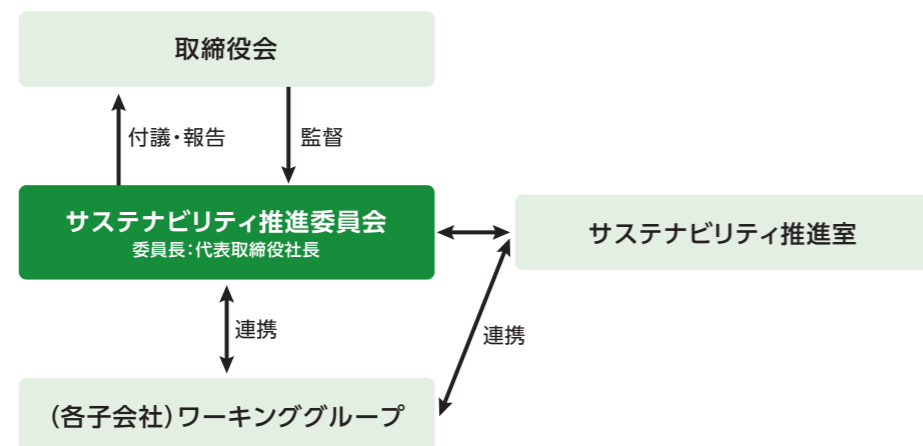 取締役会
付議・報告
監督
サステナビリティ推進委員会
委員長：代表取締役社長
サステナビリティ推進室
連携
連携
（各子会社）ワーキンググループ